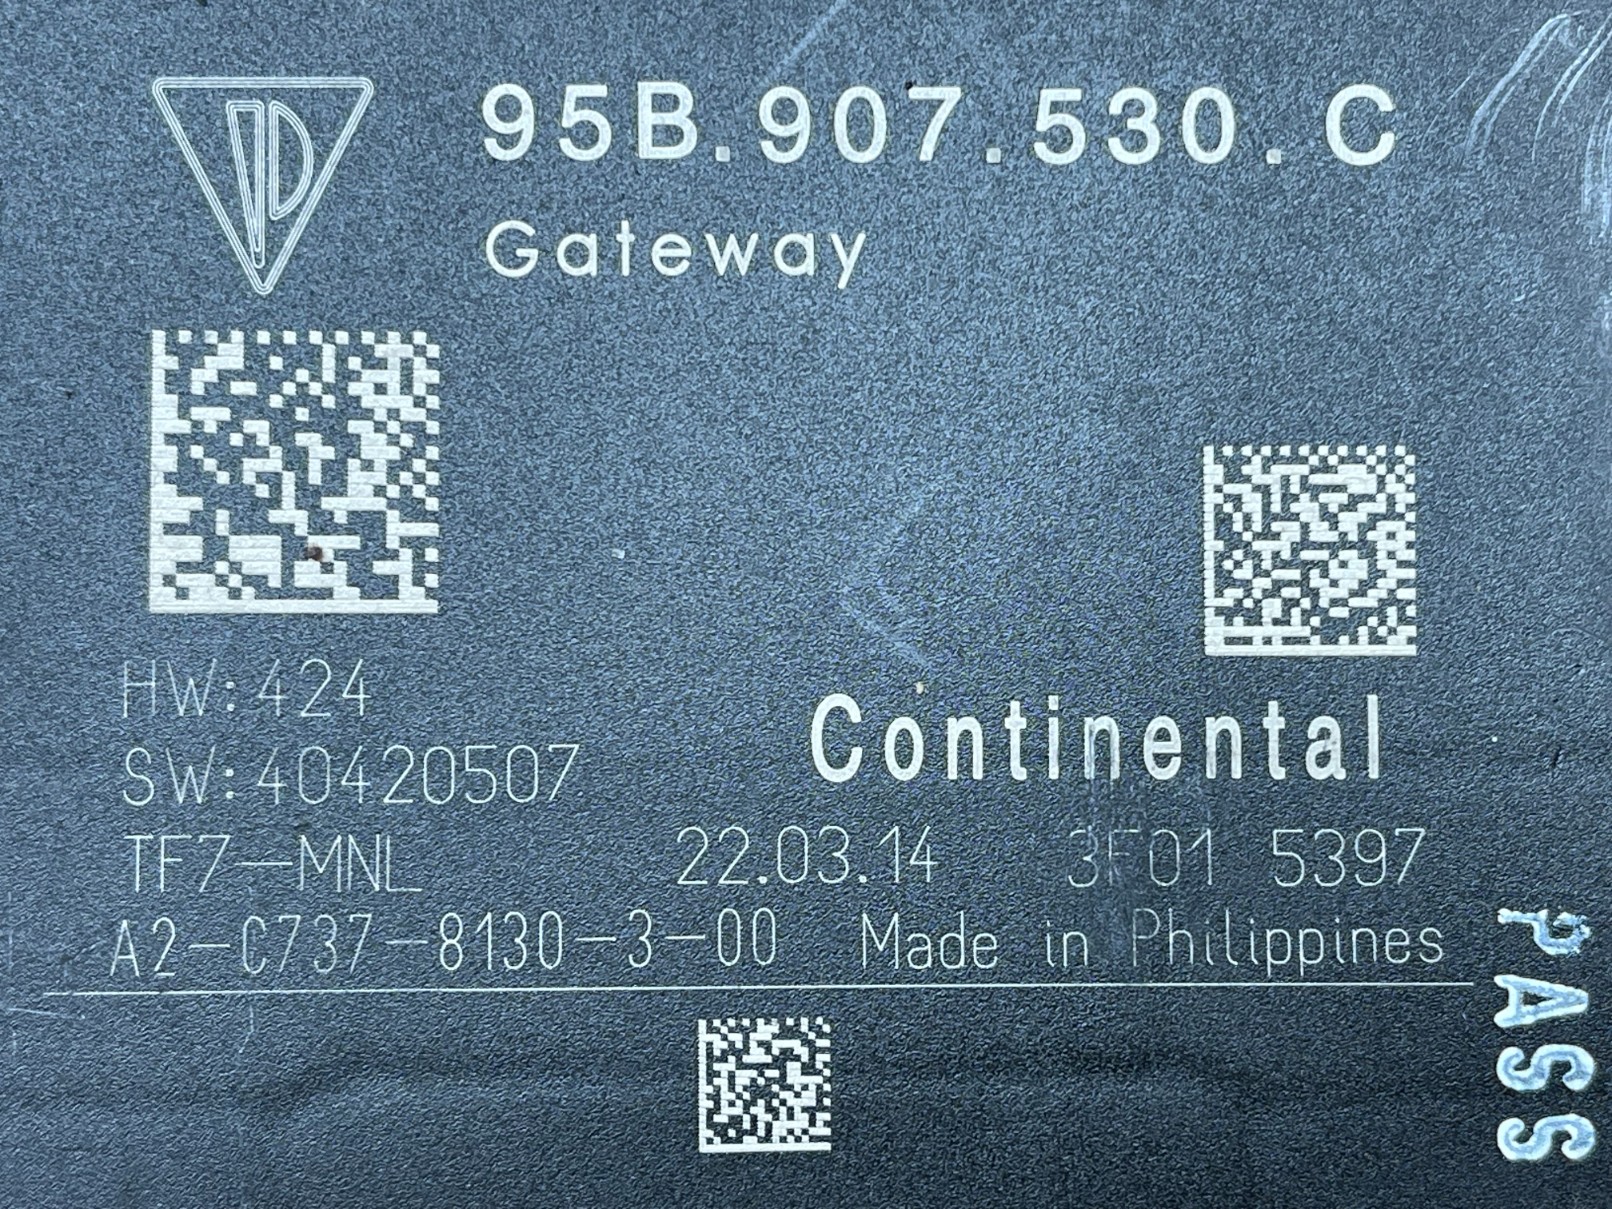 95B.907.530.C
Gateway
HW:424
SW:40420507
Continental
TF7-MNL 22.03.14 3F01 5397
A2-C737-8130-3-00 Made in Philippines
PASS